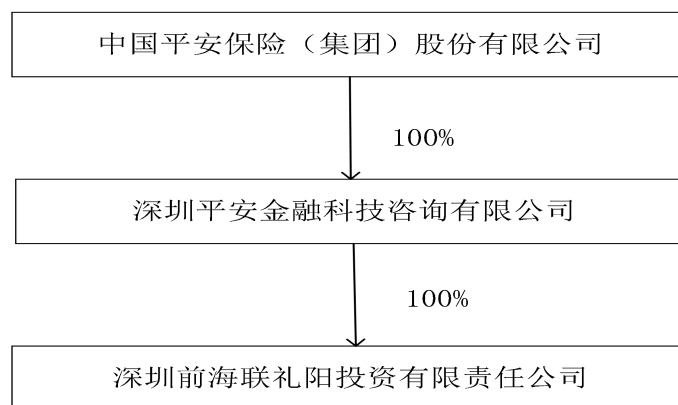 中国平安保险（集团）股份有限公司
100%
深圳平安金融科技咨询有限公司
100%
深圳前海联礼阳投资有限责任公司